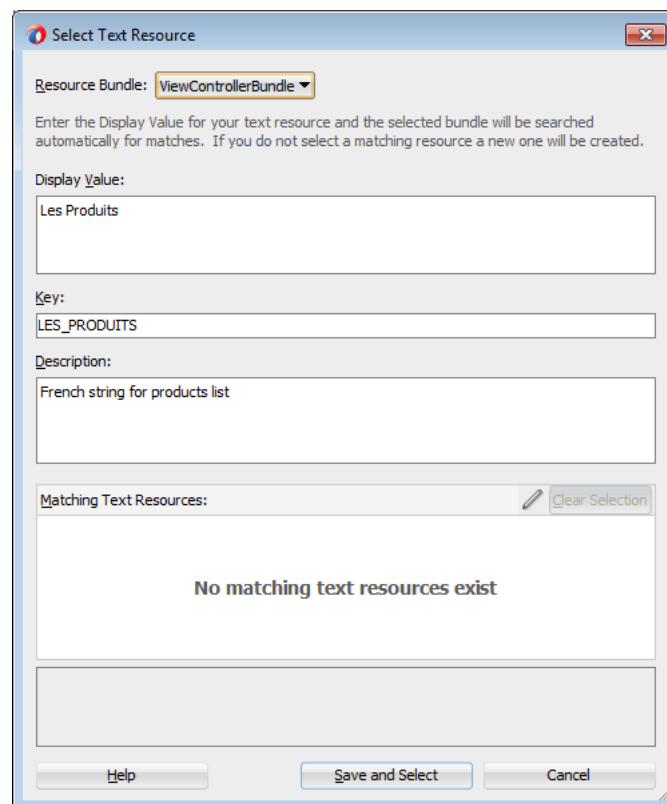 Select Text Resource
Resource Bundle: ViewControllerBundle
Enter the Display Value for your text resource and the selected bundle will be searched
automatically for matches. If you do not select a matching resource a new one will be created.
Display Value:
Les Produits
Key:
LES_PRODUITS
Description:
French string for products list
Matching Text Resources: Clear Selection
No matching text resources exist
Help Save and Select Cancel